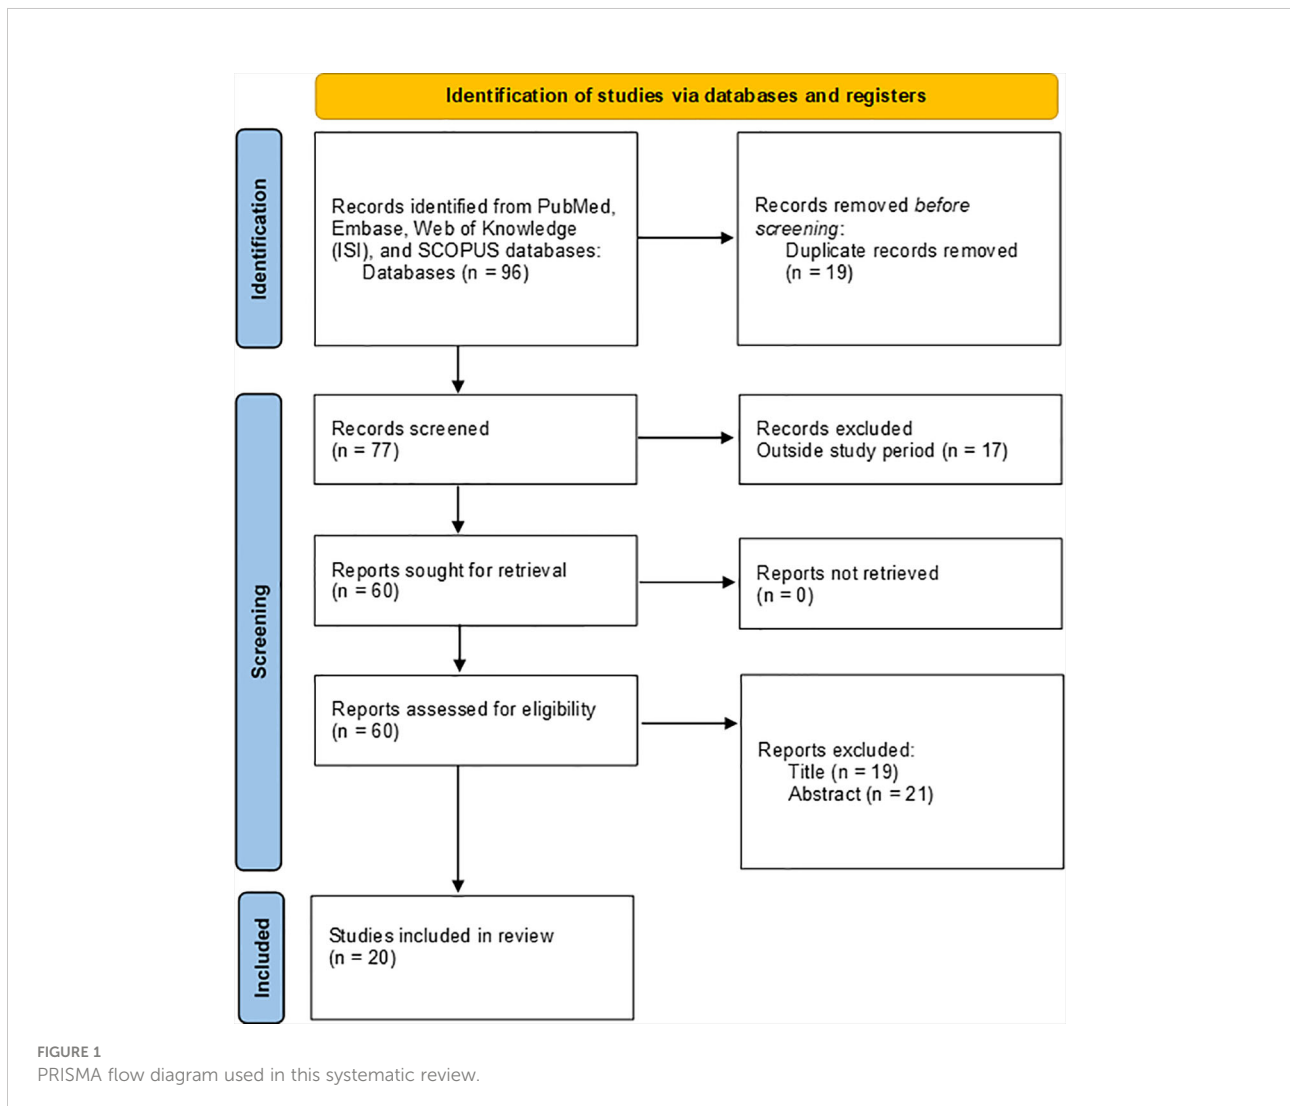 Identification of studies via databases and registers
Identification
Records identified from PubMed,
Embase, Web of Knowledge
(ISI), and SCOPUS databases:
Databases (n = 96)
Records removed before
screening:
Duplicate records removed
(n = 19)
Screening
Records screened
(n = 77)
Records excluded
Outside study period (n = 17)
Reports sought for retrieval
(n = 60)
Reports not retrieved
(n = 0)
Reports assessed for eligibility
(n = 60)
Reports excluded:
Title (n = 19)
Abstract (n = 21)
Included
Studies included in review
(n = 20)
FIGURE 1
PRISMA flow diagram used in this systematic review.